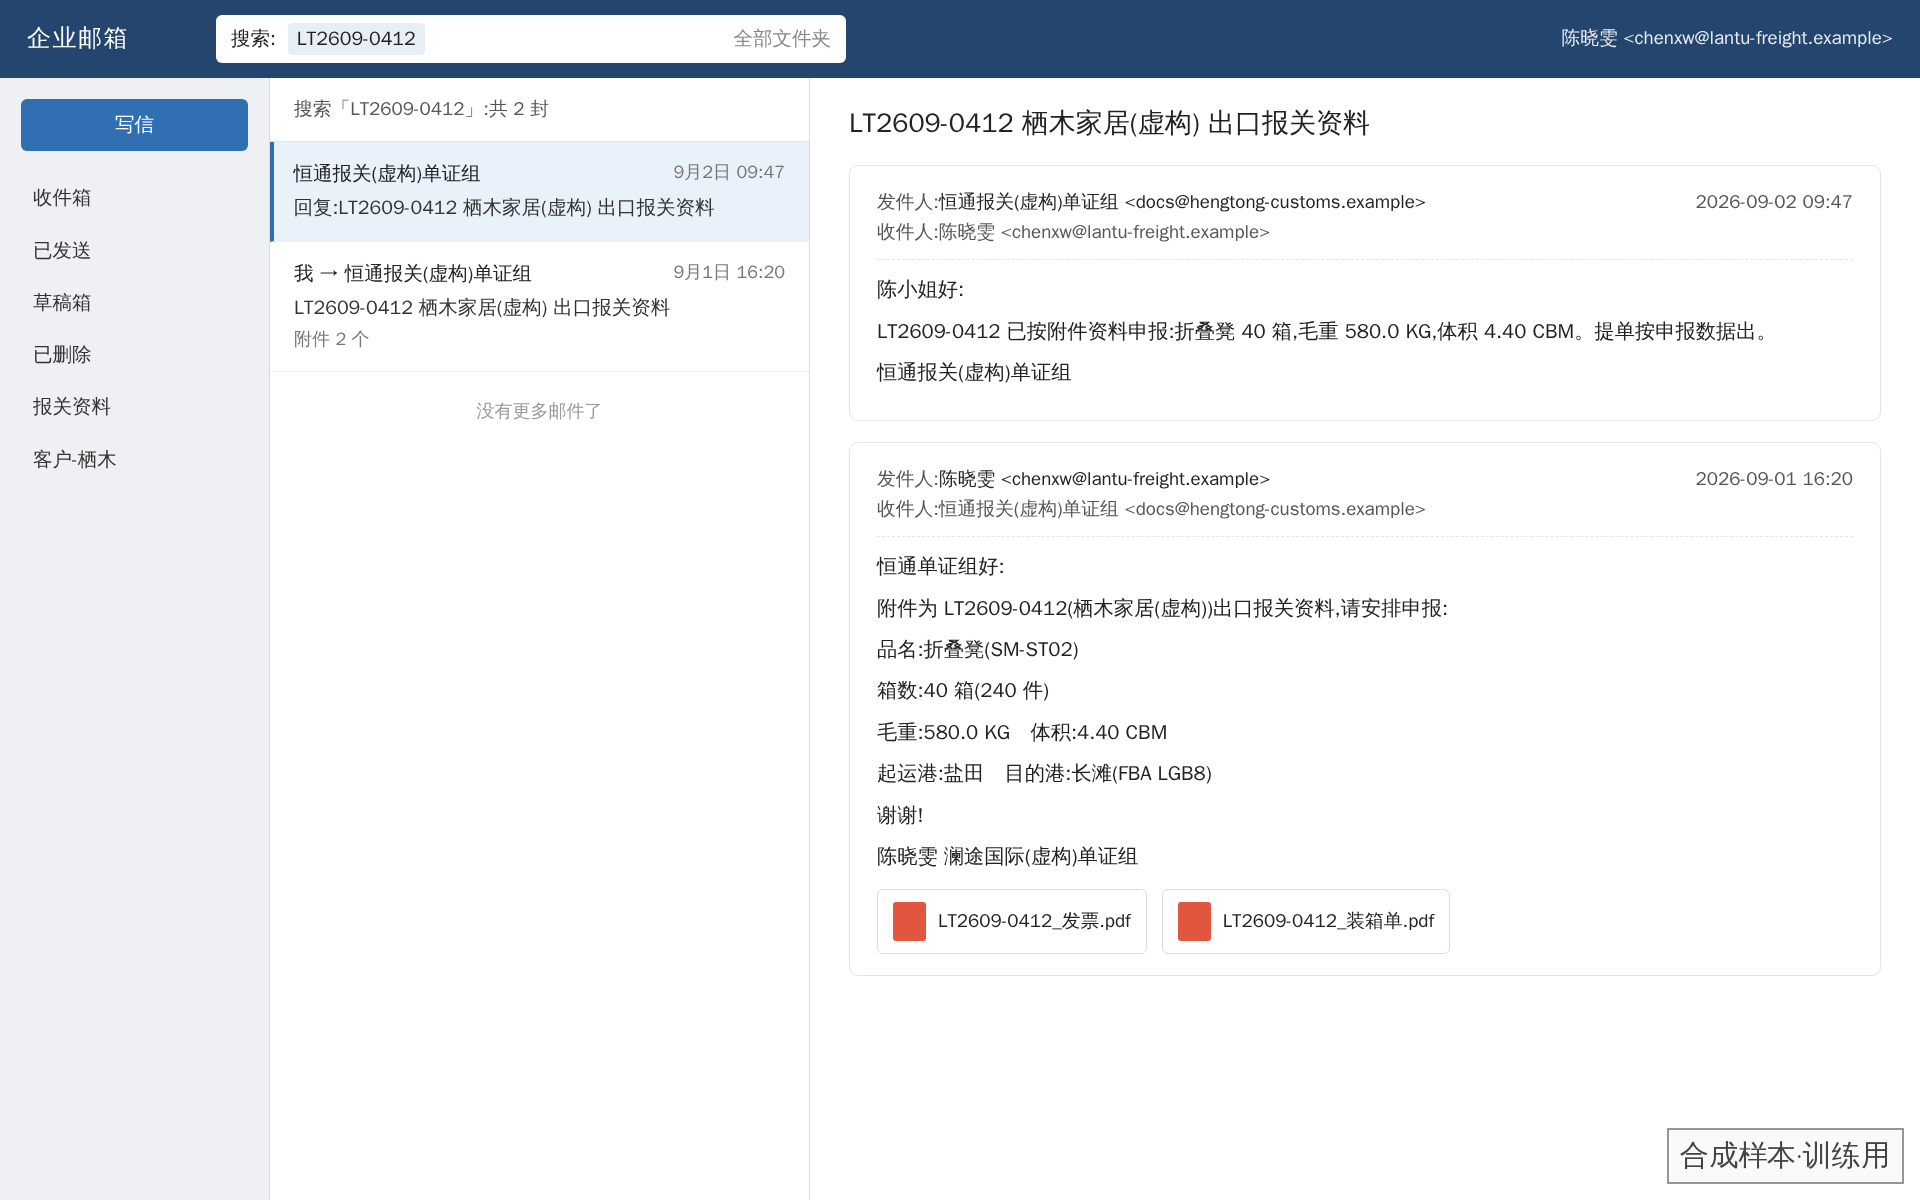 企业邮箱
搜索: LT2609-0412 全部文件夹
陈晓雯 <chenxw@lantu-freight.example>
写信
收件箱
已发送
草稿箱
已删除
报关资料
客户-栖木
搜索「LT2609-0412」:共 2 封
恒通报关(虚构)单证组 9月2日 09:47
回复:LT2609-0412 栖木家居(虚构) 出口报关资料
我 → 恒通报关(虚构)单证组 9月1日 16:20
LT2609-0412 栖木家居(虚构) 出口报关资料
附件 2 个
没有更多邮件了
LT2609-0412 栖木家居(虚构) 出口报关资料
发件人:恒通报关(虚构)单证组 <docs@hengtong-customs.example> 2026-09-02 09:47
收件人:陈晓雯 <chenxw@lantu-freight.example>
陈小姐好:
LT2609-0412 已按附件资料申报:折叠凳 40 箱,毛重 580.0 KG,体积 4.40 CBM。提单按申报数据出。
恒通报关(虚构)单证组
发件人:陈晓雯 <chenxw@lantu-freight.example> 2026-09-01 16:20
收件人:恒通报关(虚构)单证组 <docs@hengtong-customs.example>
恒通单证组好:
附件为 LT2609-0412(栖木家居(虚构))出口报关资料,请安排申报:
品名:折叠凳(SM-ST02)
箱数:40 箱(240 件)
毛重:580.0 KG 体积:4.40 CBM
起运港:盐田 目的港:长滩(FBA LGB8)
谢谢!
陈晓雯 澜途国际(虚构)单证组
LT2609-0412_发票.pdf LT2609-0412_装箱单.pdf
合成样本·训练用